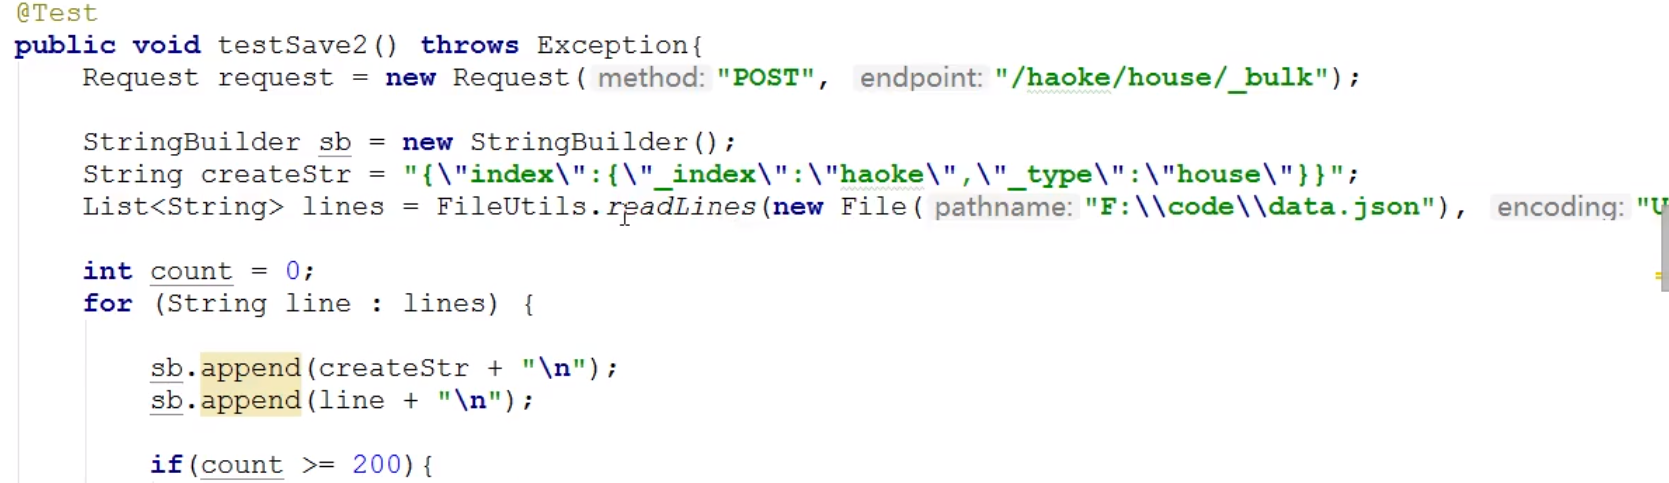 @Test
public void testSave2() throws Exception{
Request request = new Request( method: "POST", endpoint: "/haoke/house/_bulk");
StringBuilder sb = new StringBuilder();
String createStr = "{\"index\":{\"_index\":\"haoke\",\"_type\":\"house\"}}";
List<String> lines = FileUtils.readLines(new File( pathname: "F:\\code\\data.json"), encoding: "U
int count = 0;
for (String line : lines) {
sb.append(createStr + "\n");
sb.append(line + "\n");
if(count >= 200){